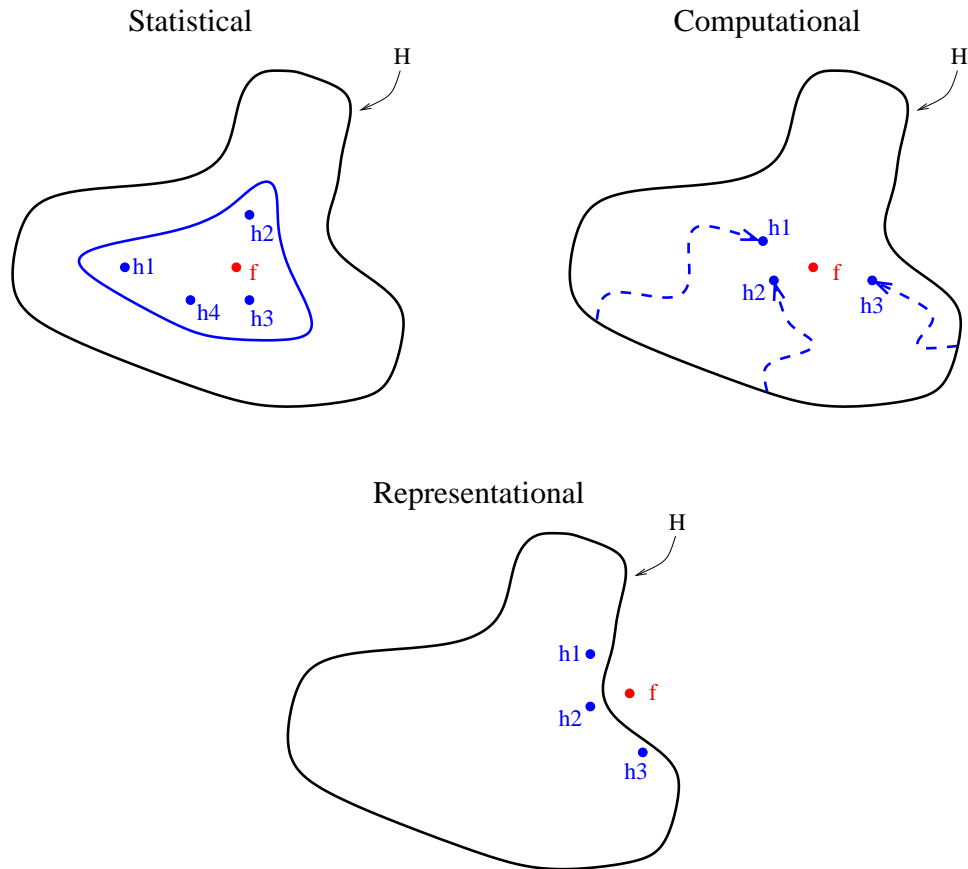 Statistical
H
h2
h1
f
h4
h3
Computational
H
h1
f
h2
h3
Representational
H
h1
f
h2
h3